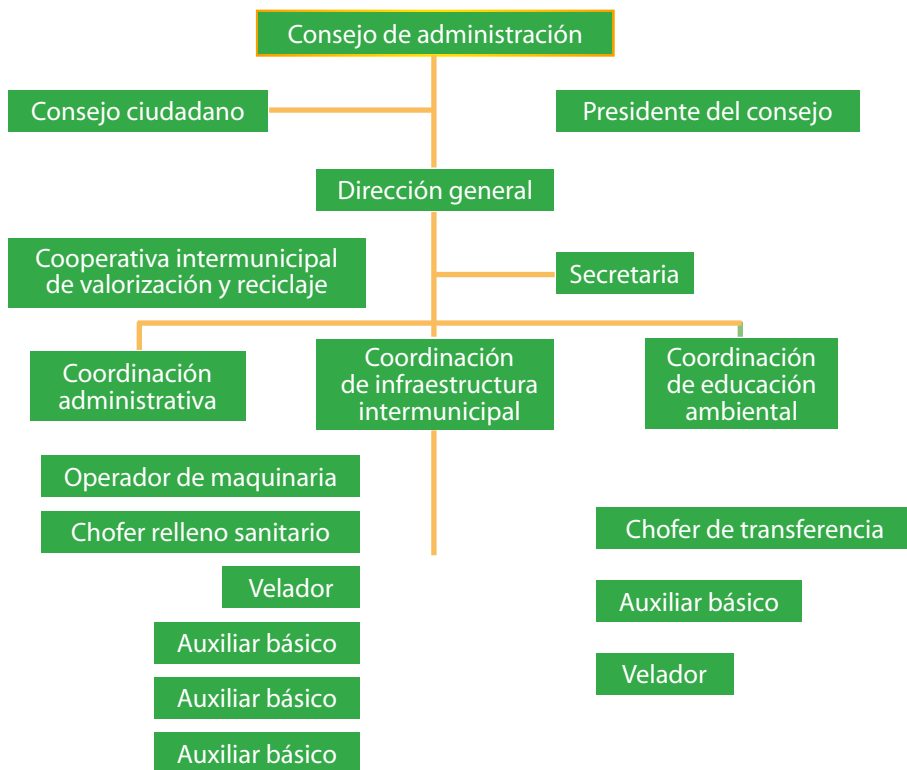 Consejo de administración
Consejo ciudadano
Presidente del consejo
Dirección general
Cooperativa intermunicipal
de valorización y reciclaje
Secretaria
Coordinación
administrativa
Coordinación
de infraestructura
intermunicipal
Coordinación
de educación
ambiental
Operador de maquinaria
Chofer relleno sanitario
Velador
Auxiliar básico
Auxiliar básico
Auxiliar básico
Chofer de transferencia
Auxiliar básico
Velador